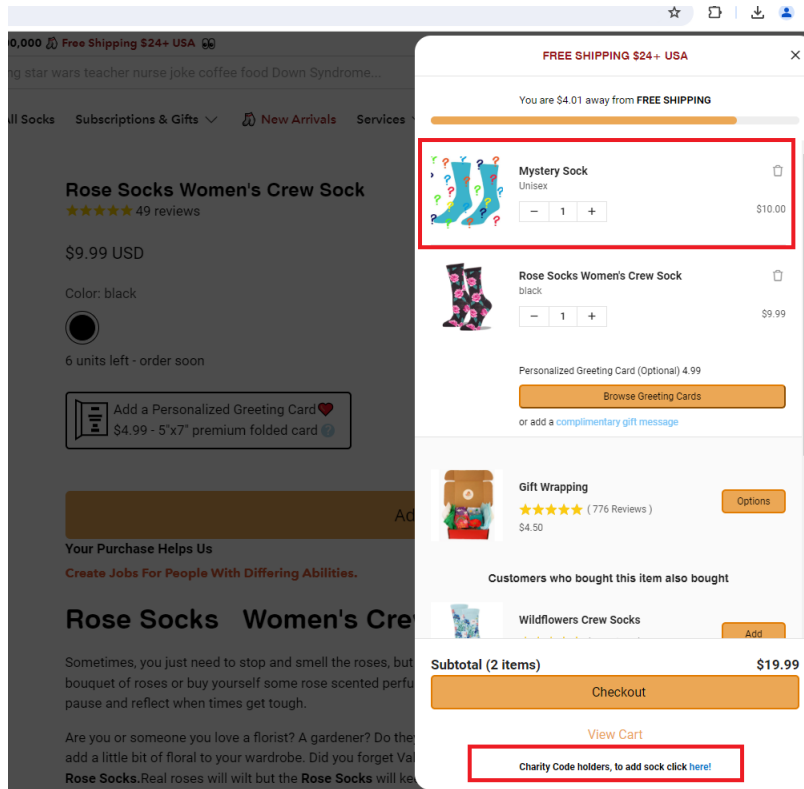 0,000 Free Shipping $24+ USA
ng star wars teacher nurse joke coffee food Down Syndrome...
All Socks Subscriptions & Gifts New Arrivals Services
Rose Socks Women's Crew Sock
49 reviews
$9.99 USD
Color: black
6 units left - order soon
Add a Personalized Greeting Card
$4.99 - 5"x7" premium folded card ?
Ad
Your Purchase Helps Us
Create Jobs For People With Differing Abilities.
Rose Socks Women's Cre
Sometimes, you just need to stop and smell the roses, but
bouquet of roses or buy yourself some rose scented perfu
pause and reflect when times get tough.
Are you or someone you love a florist? A gardener? Do they
add a little bit of floral to your wardrobe. Did you forget Val
Rose Socks.Real roses will wilt but the Rose Socks will kee
FREE SHIPPING $24+ USA
You are $4.01 away from FREE SHIPPING
Mystery Sock
Unisex
− 1 +
$10.00
Rose Socks Women's Crew Sock
black
− 1 +
$9.99
Personalized Greeting Card (Optional) 4.99
Browse Greeting Cards
or add a complimentary gift message
Gift Wrapping
( 776 Reviews )
$4.50
Options
Customers who bought this item also bought
Wildflowers Crew Socks
Add
Subtotal (2 items) $19.99
Checkout
View Cart
Charity Code holders, to add sock click here!